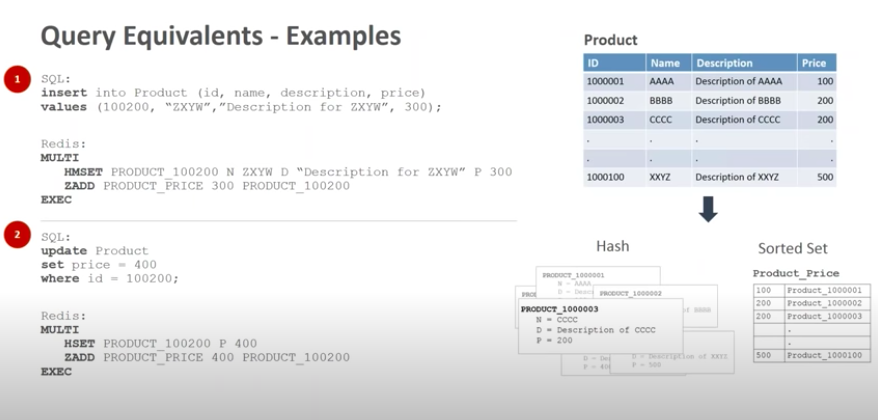 Query Equivalents - Examples
1
SQL:
insert into Product (id, name, description, price)
values (100200, “ZXYW”,”Description for ZXYW”, 300);
Redis:
MULTI
HMSET PRODUCT_100200 N ZXYW D “Description for ZXYW” P 300
ZADD PRODUCT_PRICE 300 PRODUCT_100200
EXEC
2
SQL:
update Product
set price = 400
where id = 100200;
Redis:
MULTI
HSET PRODUCT_100200 P 400
ZADD PRODUCT_PRICE 400 PRODUCT_100200
EXEC
Product
ID Name Description Price
1000001 AAAA Description of AAAA 100
1000002 BBBB Description of BBBB 200
1000003 CCCC Description of CCCC 200
. . . .
. . . .
1000100 XXYZ Description of XXYZ 500
Hash
PRODUCT_1000001
N = AAAA
PRODUCT_1000002
of BBBB
PRODUCT_1000003
N = CCCC
D = Description of CCCC
P = 200
D = Description of XXYZ
P = 500
Sorted Set
Product_Price
100 Product_1000001
200 Product_1000002
200 Product_1000003
.
.
500 Product_1000100